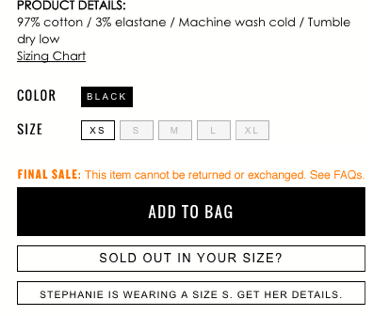 PRODUCT DETAILS:
97% cotton / 3% elastane / Machine wash cold / Tumble
dry low
Sizing Chart
COLOR BLACK
SIZE XS S M L XL
FINAL SALE: This item cannot be returned or exchanged. See FAQs.
ADD TO BAG
SOLD OUT IN YOUR SIZE?
STEPHANIE IS WEARING A SIZE S. GET HER DETAILS.